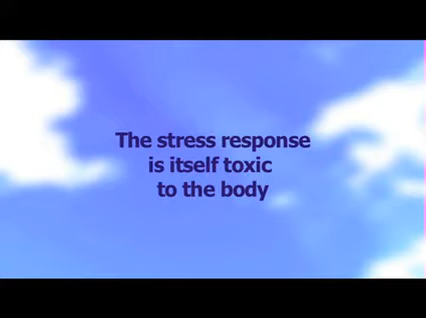 The stress response
is itself toxic
to the body